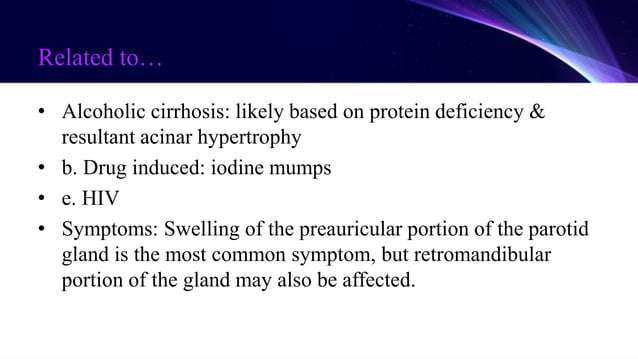 Related to…
• Alcoholic cirrhosis: likely based on protein deficiency &
resultant acinar hypertrophy
• b. Drug induced: iodine mumps
• e. HIV
• Symptoms: Swelling of the preauricular portion of the parotid
gland is the most common symptom, but retromandibular
portion of the gland may also be affected.